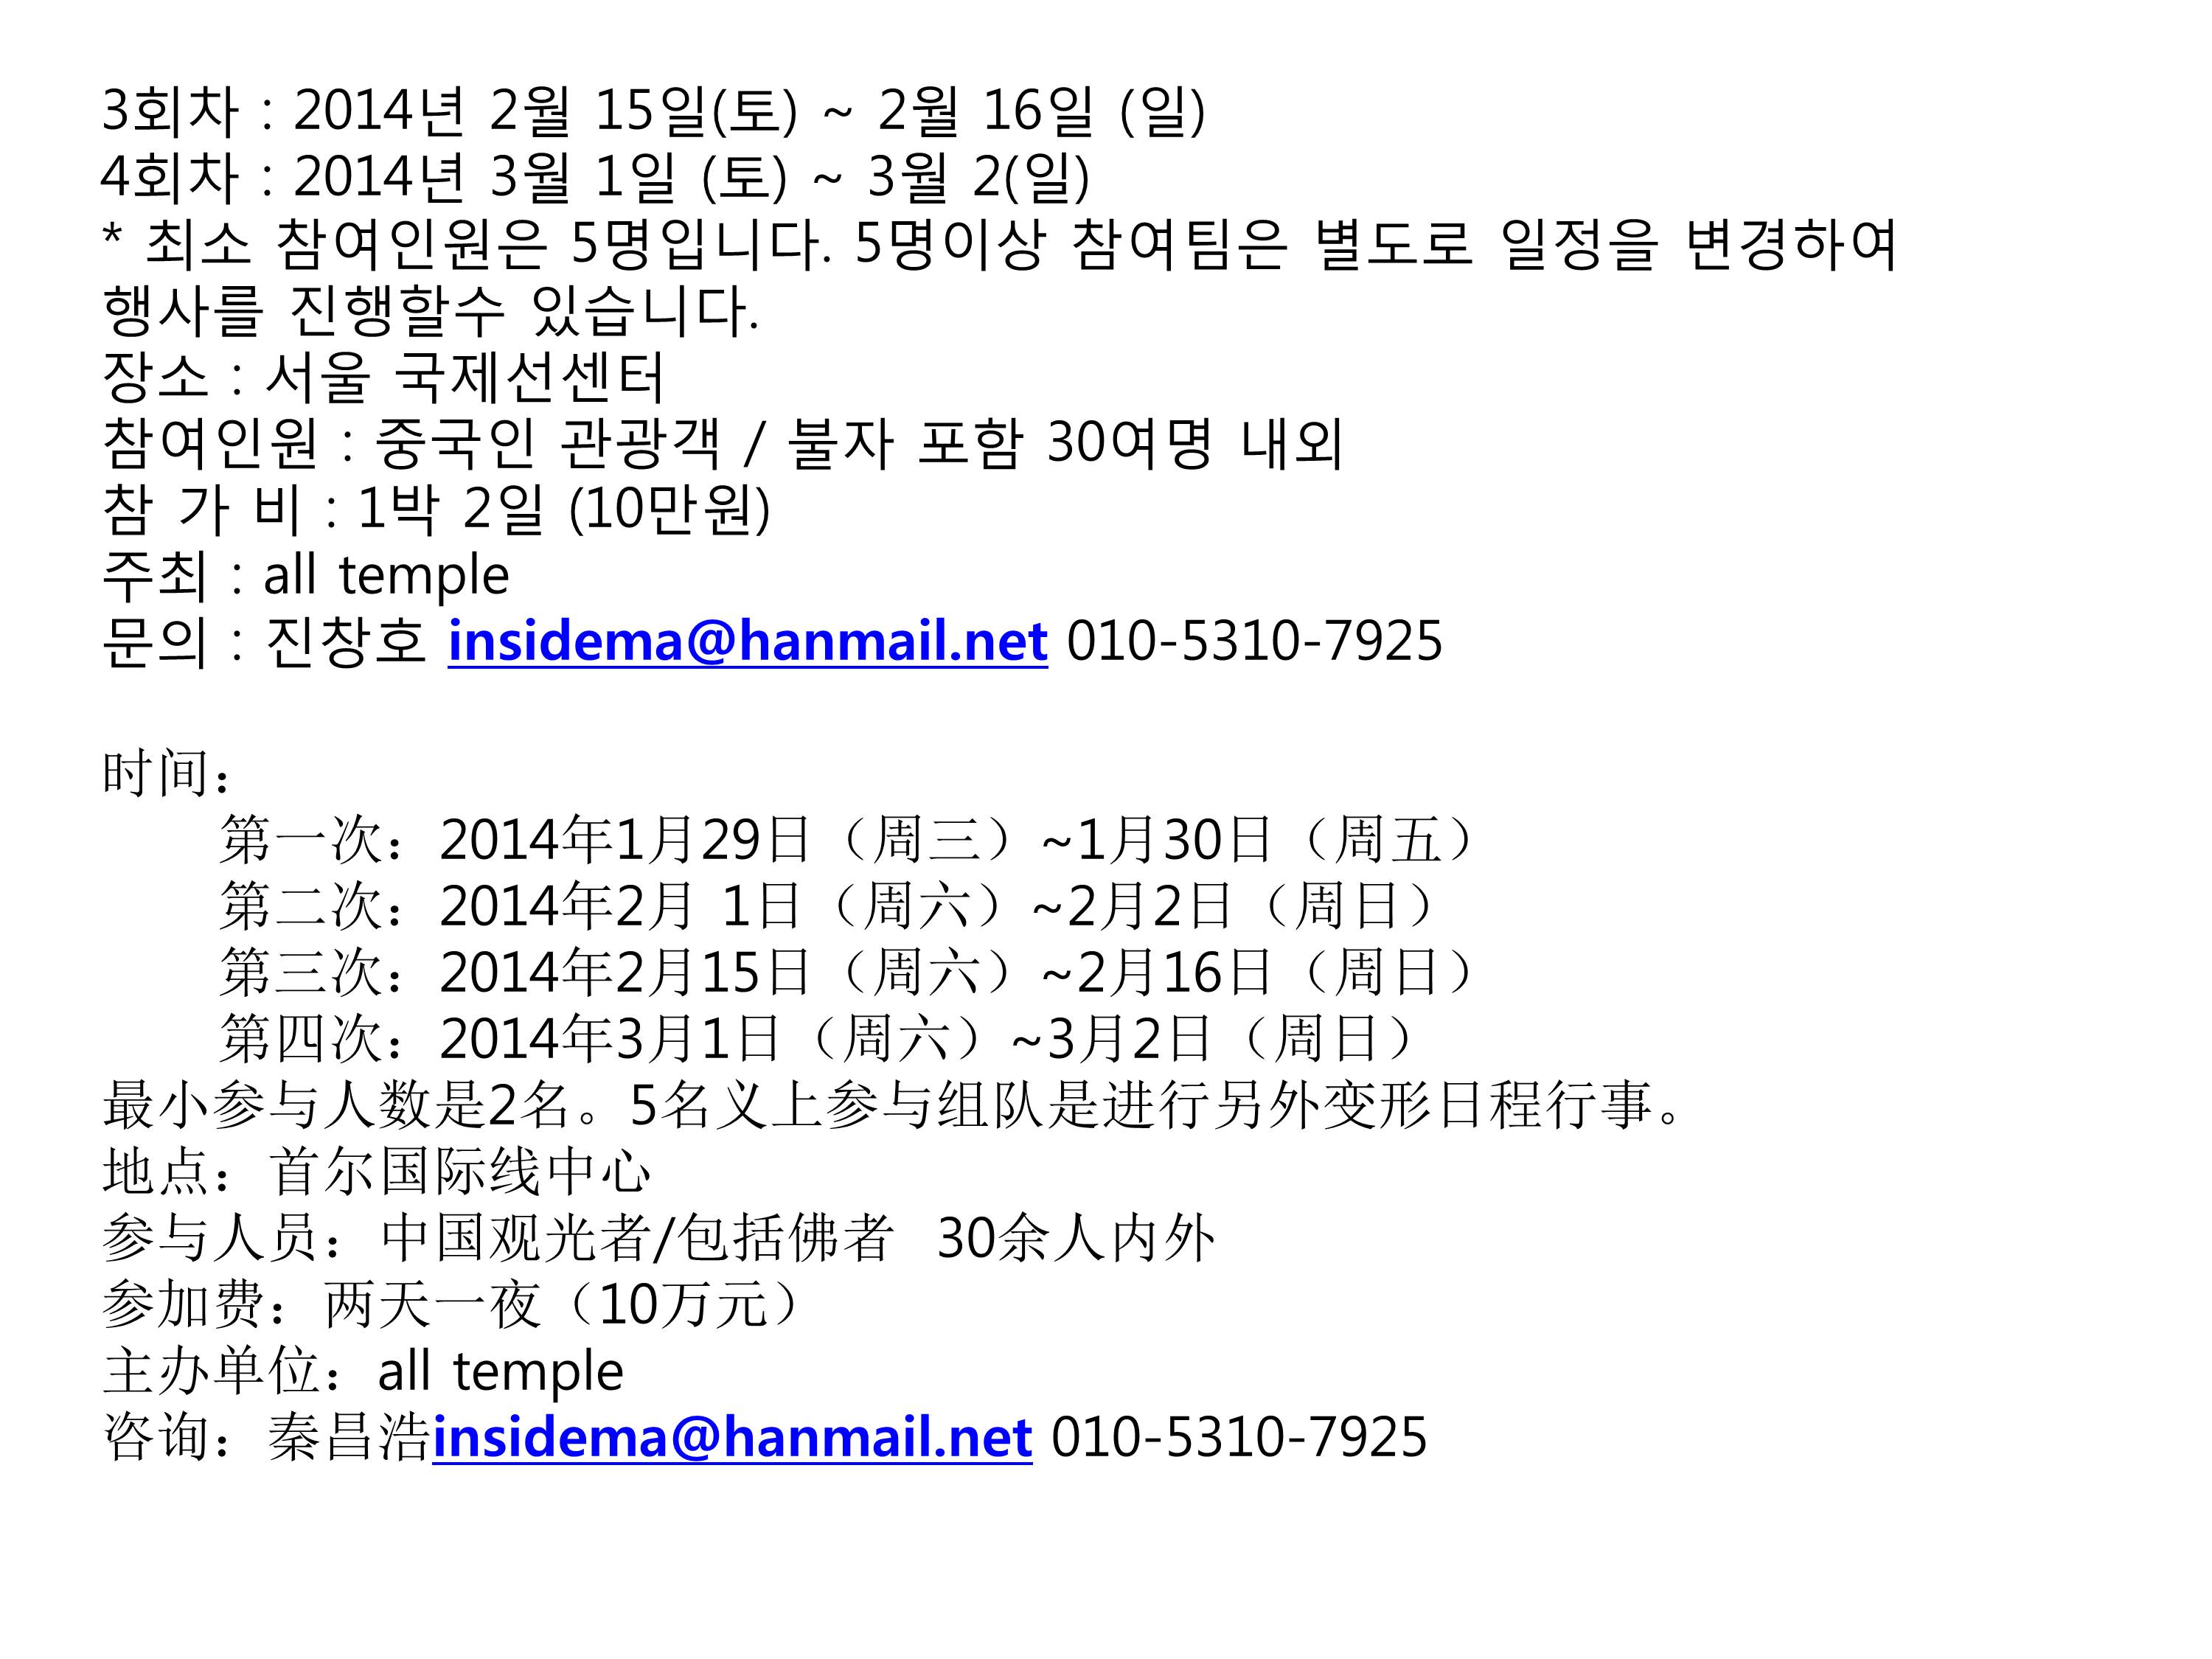 3회차 : 2014년 2월 15일(토) ~ 2월 16일 (일)
4회차 : 2014년 3월 1일 (토) ~ 3월 2(일)
* 최소 참여인원은 5명입니다. 5명이상 참여팀은 별도로 일정을 변경하여
행사를 진행할수 있습니다.
장소 : 서울 국제선센터
참여인원 : 중국인 관광객 / 불자 포함 30여명 내외
참 가 비 : 1박 2일 (10만원)
주최 : all temple
문의 : 진창호 insidema@hanmail.net 010-5310-7925
时间：
第一次：2014年1月29日（周三）~1月30日（周五）
第二次：2014年2月 1日（周六）~2月2日（周日）
第三次：2014年2月15日（周六）~2月16日（周日）
第四次：2014年3月1日（周六）~3月2日（周日）
最小参与人数是2名。5名义上参与组队是进行另外变形日程行事。
地点：首尔国际线中心
参与人员：中国观光者/包括佛者 30余人内外
参加费：两天一夜（10万元）
主办单位：all temple
咨询：秦昌浩insidema@hanmail.net 010-5310-7925